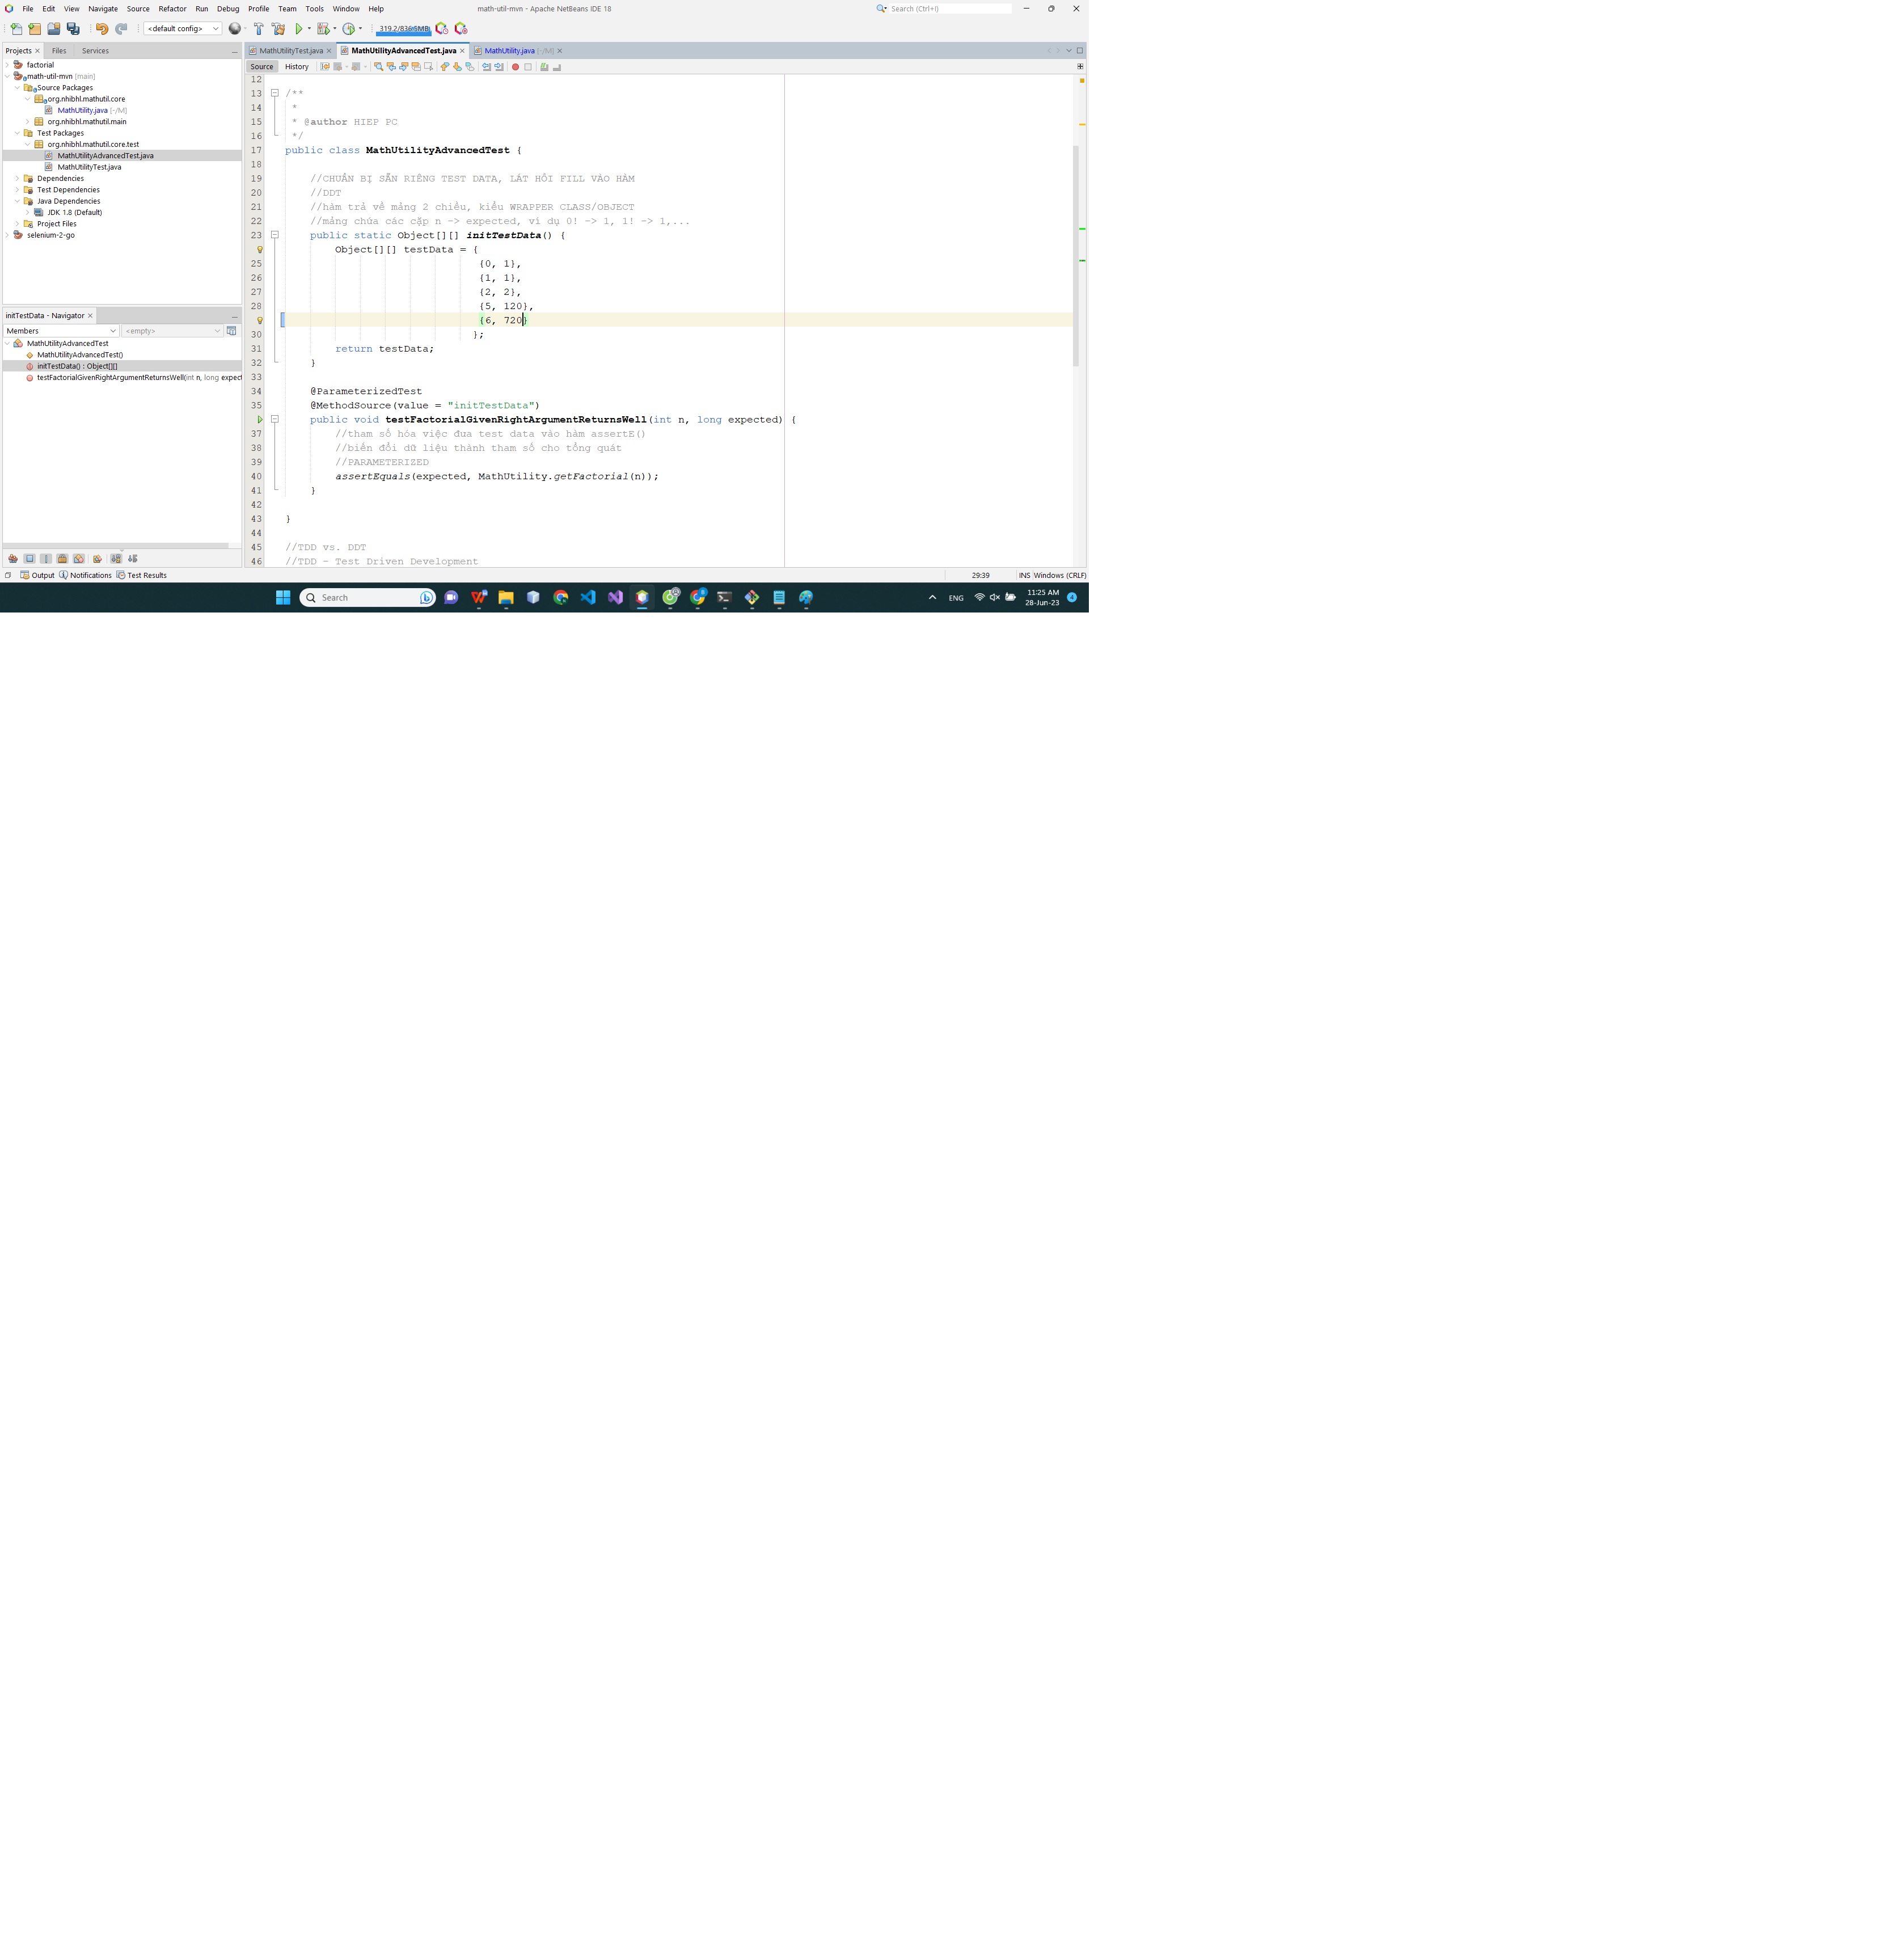 File Edit View Navigate Source Refactor Run Debug Profile Team Tools Window Help
math-util-mvn - Apache NetBeans IDE 18
Search (Ctrl+I)
<default config>
319.2/836.5MB
Projects Files Services
factorial
math-util-mvn [main]
Source Packages
org.nhibhl.mathutil.core
MathUtility.java [-/M]
org.nhibhl.mathutil.main
Test Packages
org.nhibhl.mathutil.core.test
MathUtilityAdvancedTest.java
MathUtilityTest.java
Dependencies
Test Dependencies
Java Dependencies
JDK 1.8 (Default)
Project Files
selenium-2-go
initTestData - Navigator
Members <empty>
MathUtilityAdvancedTest
MathUtilityAdvancedTest()
initTestData() : Object[][]
testFactorialGivenRightArgumentReturnsWell(int n, long expect
MathUtilityTest.java MathUtilityAdvancedTest.java MathUtility.java [-/M]
Source History
12
13 /**
14 *
15 * @author HIEP PC
16 */
17 public class MathUtilityAdvancedTest {
18
19 //CHUẨN BỊ SẴN RIÊNG TEST DATA, LÁT HỒI FILL VÀO HÀM
20 //DDT
21 //hàm trả về mảng 2 chiều, kiểu WRAPPER CLASS/OBJECT
22 //mảng chứa các cặp n -> expected, ví dụ 0! -> 1, 1! -> 1,...
23 public static Object[][] initTestData() {
Object[][] testData = {
25 {0, 1},
26 {1, 1},
27 {2, 2},
28 {5, 120},
{6, 720}
30 };
31 return testData;
32 }
33
34 @ParameterizedTest
35 @MethodSource(value = "initTestData")
public void testFactorialGivenRightArgumentReturnsWell(int n, long expected) {
37 //tham số hóa việc đưa test data vào hàm assertE()
38 //biến đổi dữ liệu thành tham số cho tổng quát
39 //PARAMETERIZED
40 assertEquals(expected, MathUtility.getFactorial(n));
41 }
42
43 }
44
45 //TDD vs. DDT
46 //TDD - Test Driven Development
Output Notifications Test Results
29:39 INS Windows (CRLF)
Search
ENG
11:25 AM
28-Jun-23
4